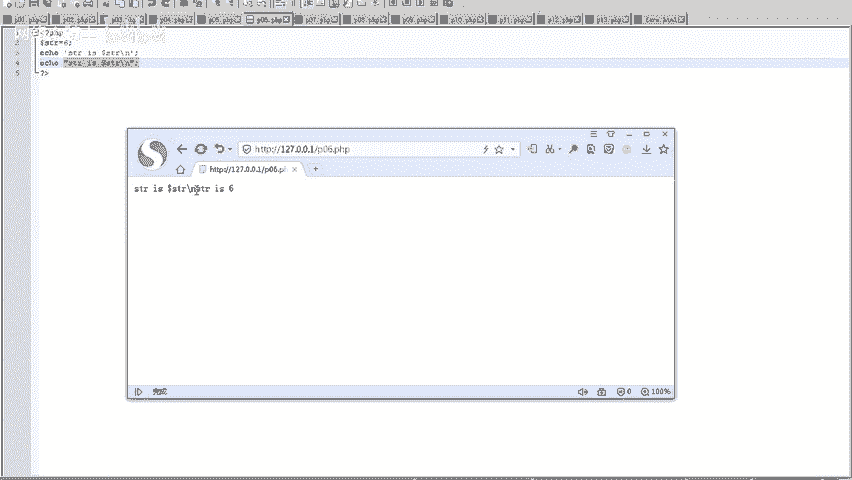 p01.php p02.php p03.php p04.php p05.php p06.php p07.php p08.php p09.php p10.php p11.php p12.php p13.php
1 <?php
2 $str=6;
3 echo 'str is $str\n';
4 echo "str is $str\n";
5 ?>
http://127.0.0.1/p06.php
http://127.0.0.1/p06.pl
str is $str\nstr is 6
完成
0
100%